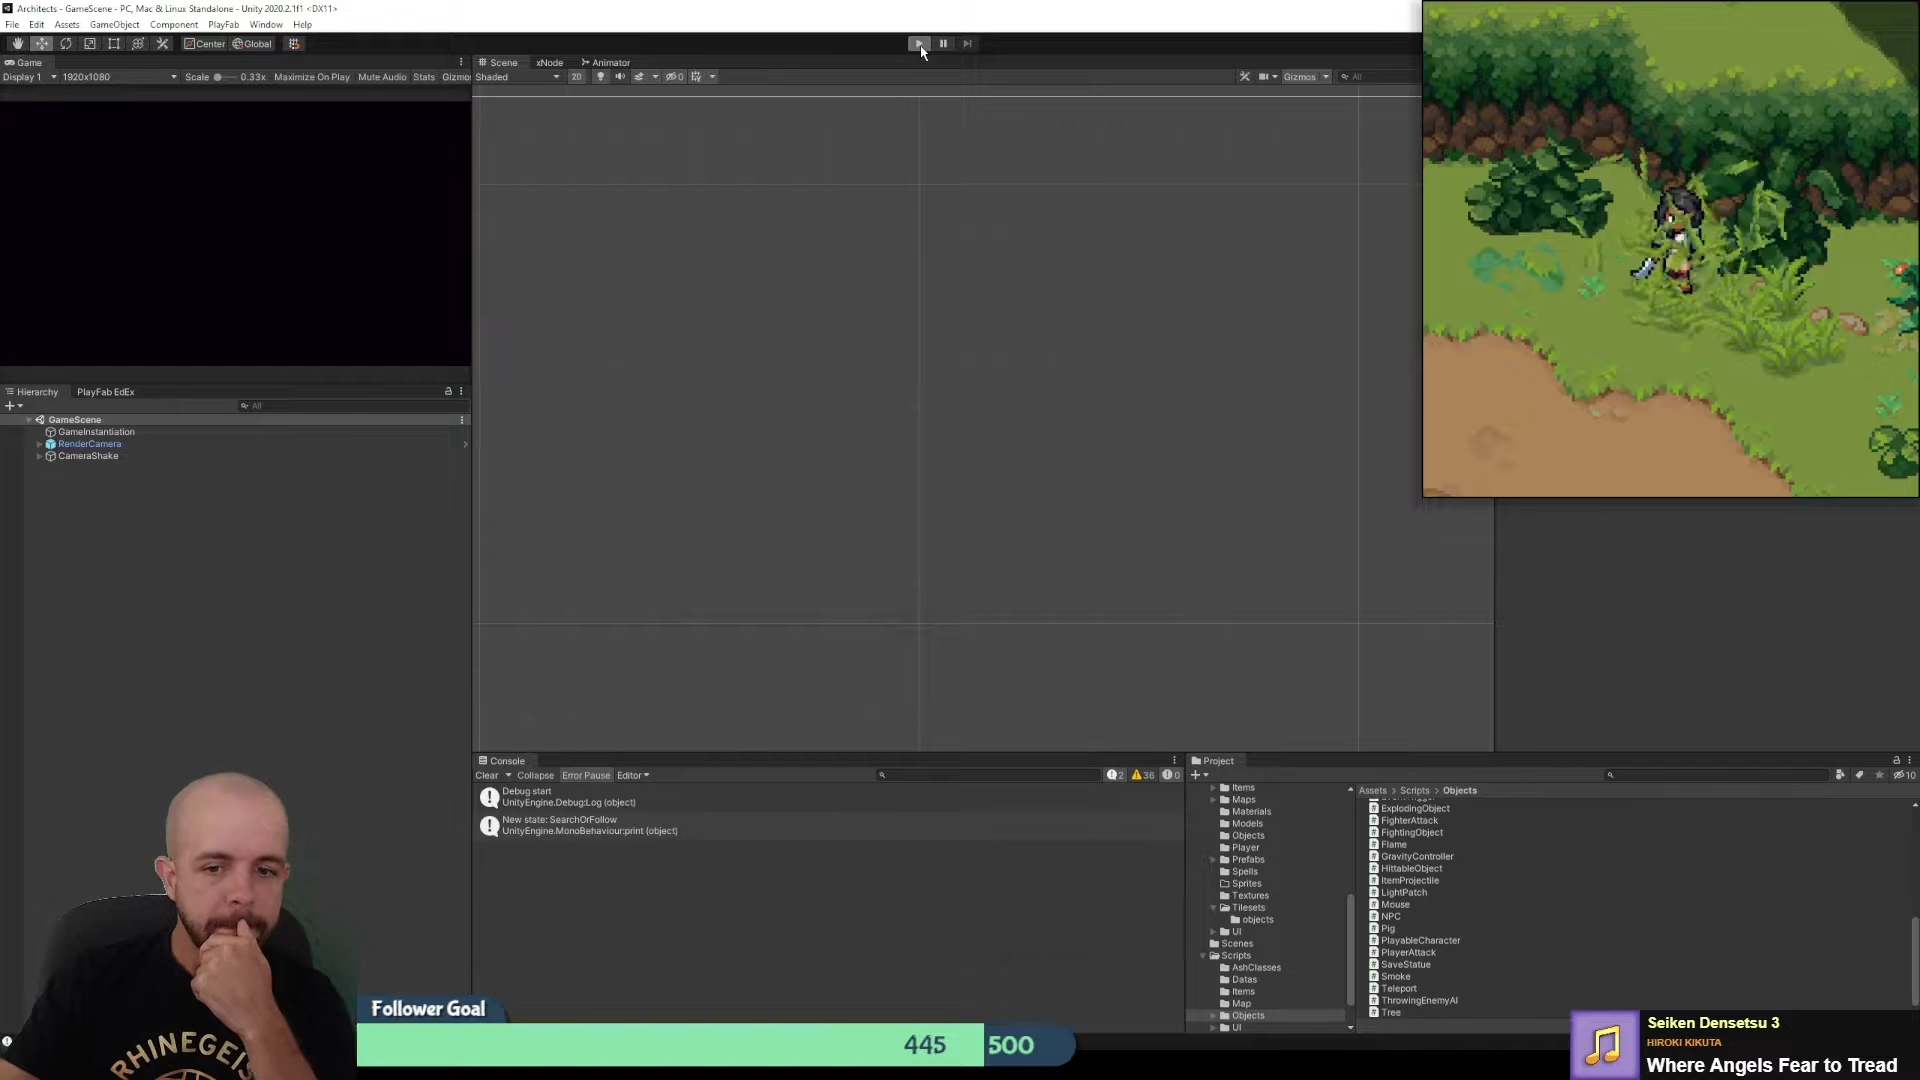 Architects - GameScene - PC, Mac & Linux Standalone - Unity 2020.2.1f1 <DX11>
File Edit Assets GameObject Component PlayFab Window Help
Center Global
Game
Display 1 1920x1080 Scale 0.33x Maximize On Play Mute Audio Stats Gizmo
Scene xNode Animator
Shaded 2D 0 Gizmos All
Hierarchy PlayFab EdEx
All
GameScene
GameInstantiation
RenderCamera
CameraShake
Console
Clear Collapse Error Pause Editor 2 36 0
Debug start
UnityEngine.Debug:Log (object)
New state: SearchOrFollow
UnityEngine.MonoBehaviour:print (object)
Project
10
Items
Maps
Materials
Models
Objects
Player
Prefabs
Spells
Sprites
Textures
Tilesets
objects
UI
Scenes
Scripts
AshClasses
Datas
Items
Map
Objects
UI
Assets > Scripts > Objects
ExplodingObject
FighterAttack
FightingObject
Flame
GravityController
HittableObject
ItemProjectile
LightPatch
Mouse
NPC
Pig
PlayableCharacter
PlayerAttack
SaveStatue
Smoke
Teleport
ThrowingEnemyAI
Tree
RHINEGEIS
Follower Goal
445 500
Seiken Densetsu 3
HIROKI KIKUTA
Where Angels Fear to Tread